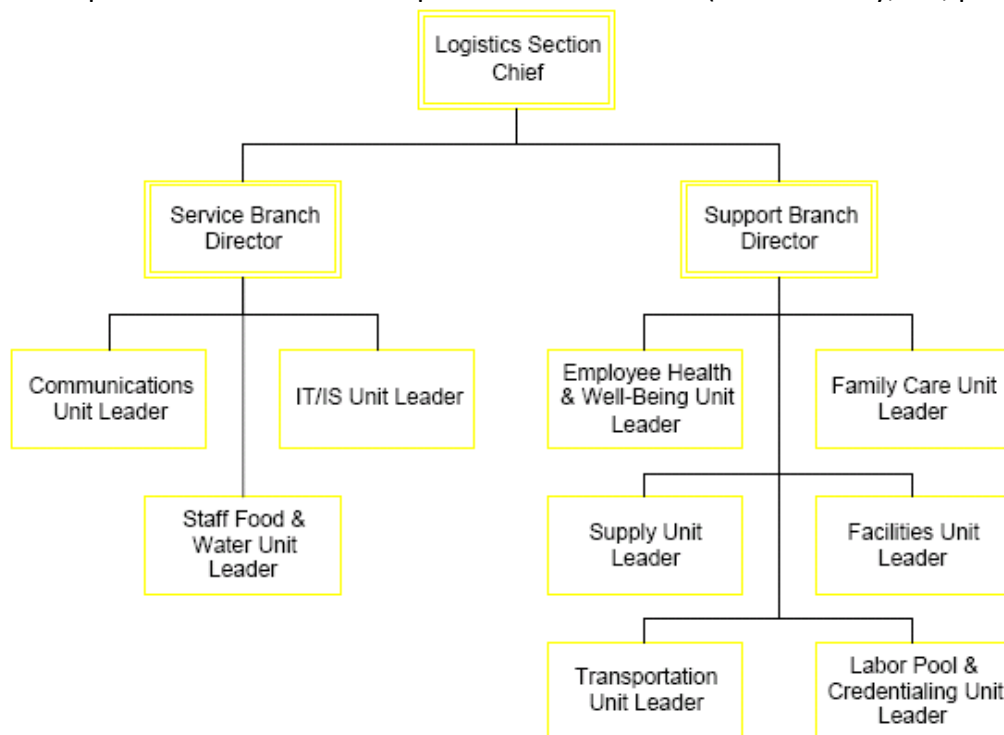 Logistics Section
Chief
Service Branch
Director
Support Branch
Director
Communications
Unit Leader
IT/IS Unit Leader
Employee Health
& Well-Being Unit
Leader
Family Care Unit
Leader
Staff Food &
Water Unit
Leader
Supply Unit
Leader
Facilities Unit
Leader
Transportation
Unit Leader
Labor Pool &
Credentialing Unit
Leader